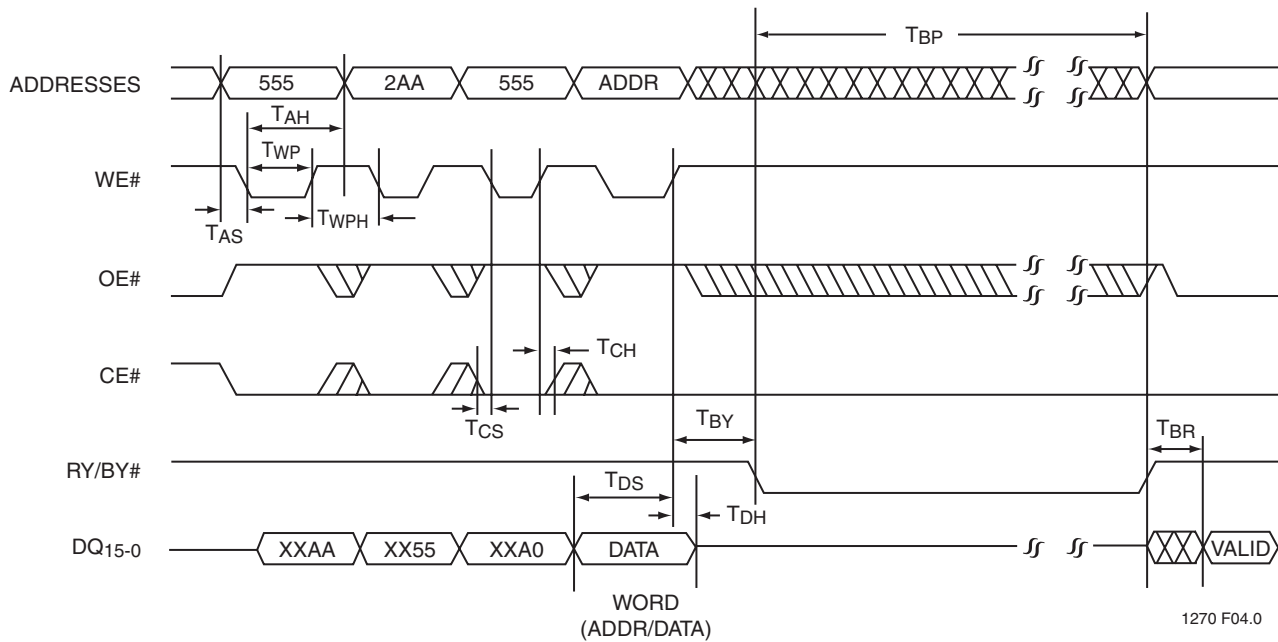 TBP
ADDRESSES 555 2AA 555 ADDR
TAH
TWP
WE#
TAS TWPH
OE#
TCH
CE#
TCS TBY TBR
RY/BY#
TDS
TDH
DQ15-0 XXAA XX55 XXA0 DATA VALID
WORD
(ADDR/DATA)
1270 F04.0